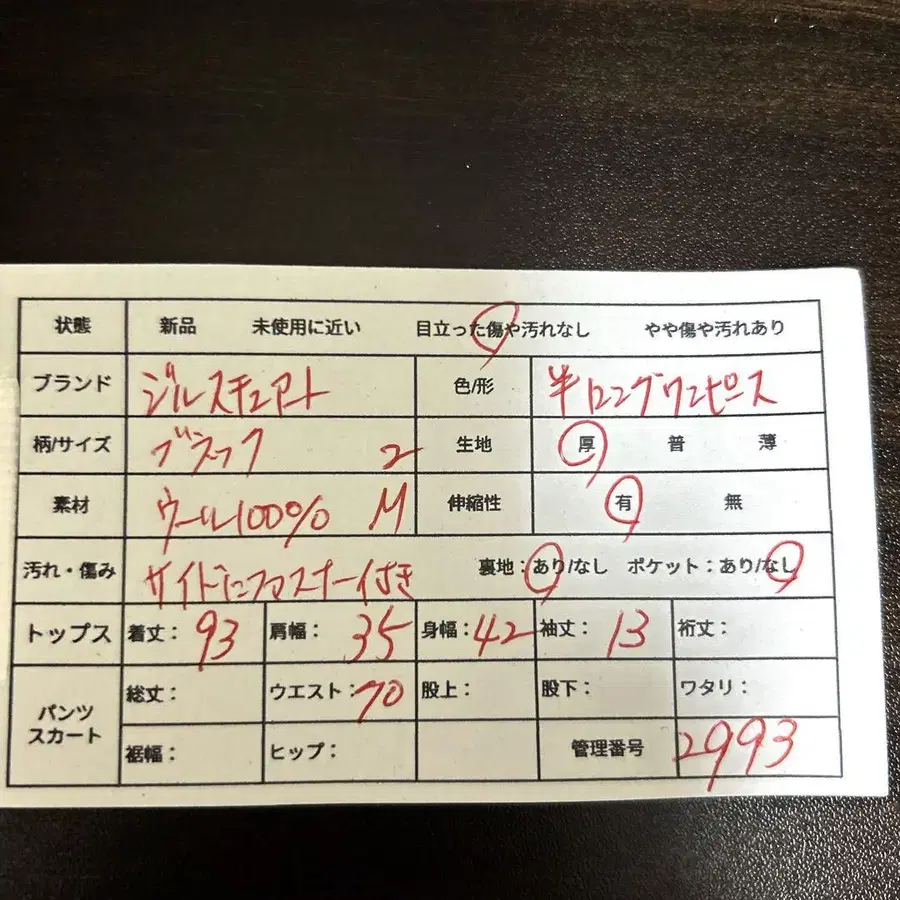 状態 新品 未使用に近い 目立った傷や汚れなし やや傷や汚れあり
ブランド ジルスチュアート 色/形 半ロングワンピース
柄/サイズ ブラック 2 生地 厚 普 薄
素材 ウール100% M 伸縮性 有 無
汚れ・傷み サイドにファスナー付き 裏地:あり/なし ポケット:あり/なし
トップス 着丈: 93 肩幅: 35 身幅: 42 袖丈: 13 裄丈:
パンツ スカート 総丈: ウエスト: 70 股上: 股下: ワタリ:
裾幅: ヒップ: 管理番号 2993